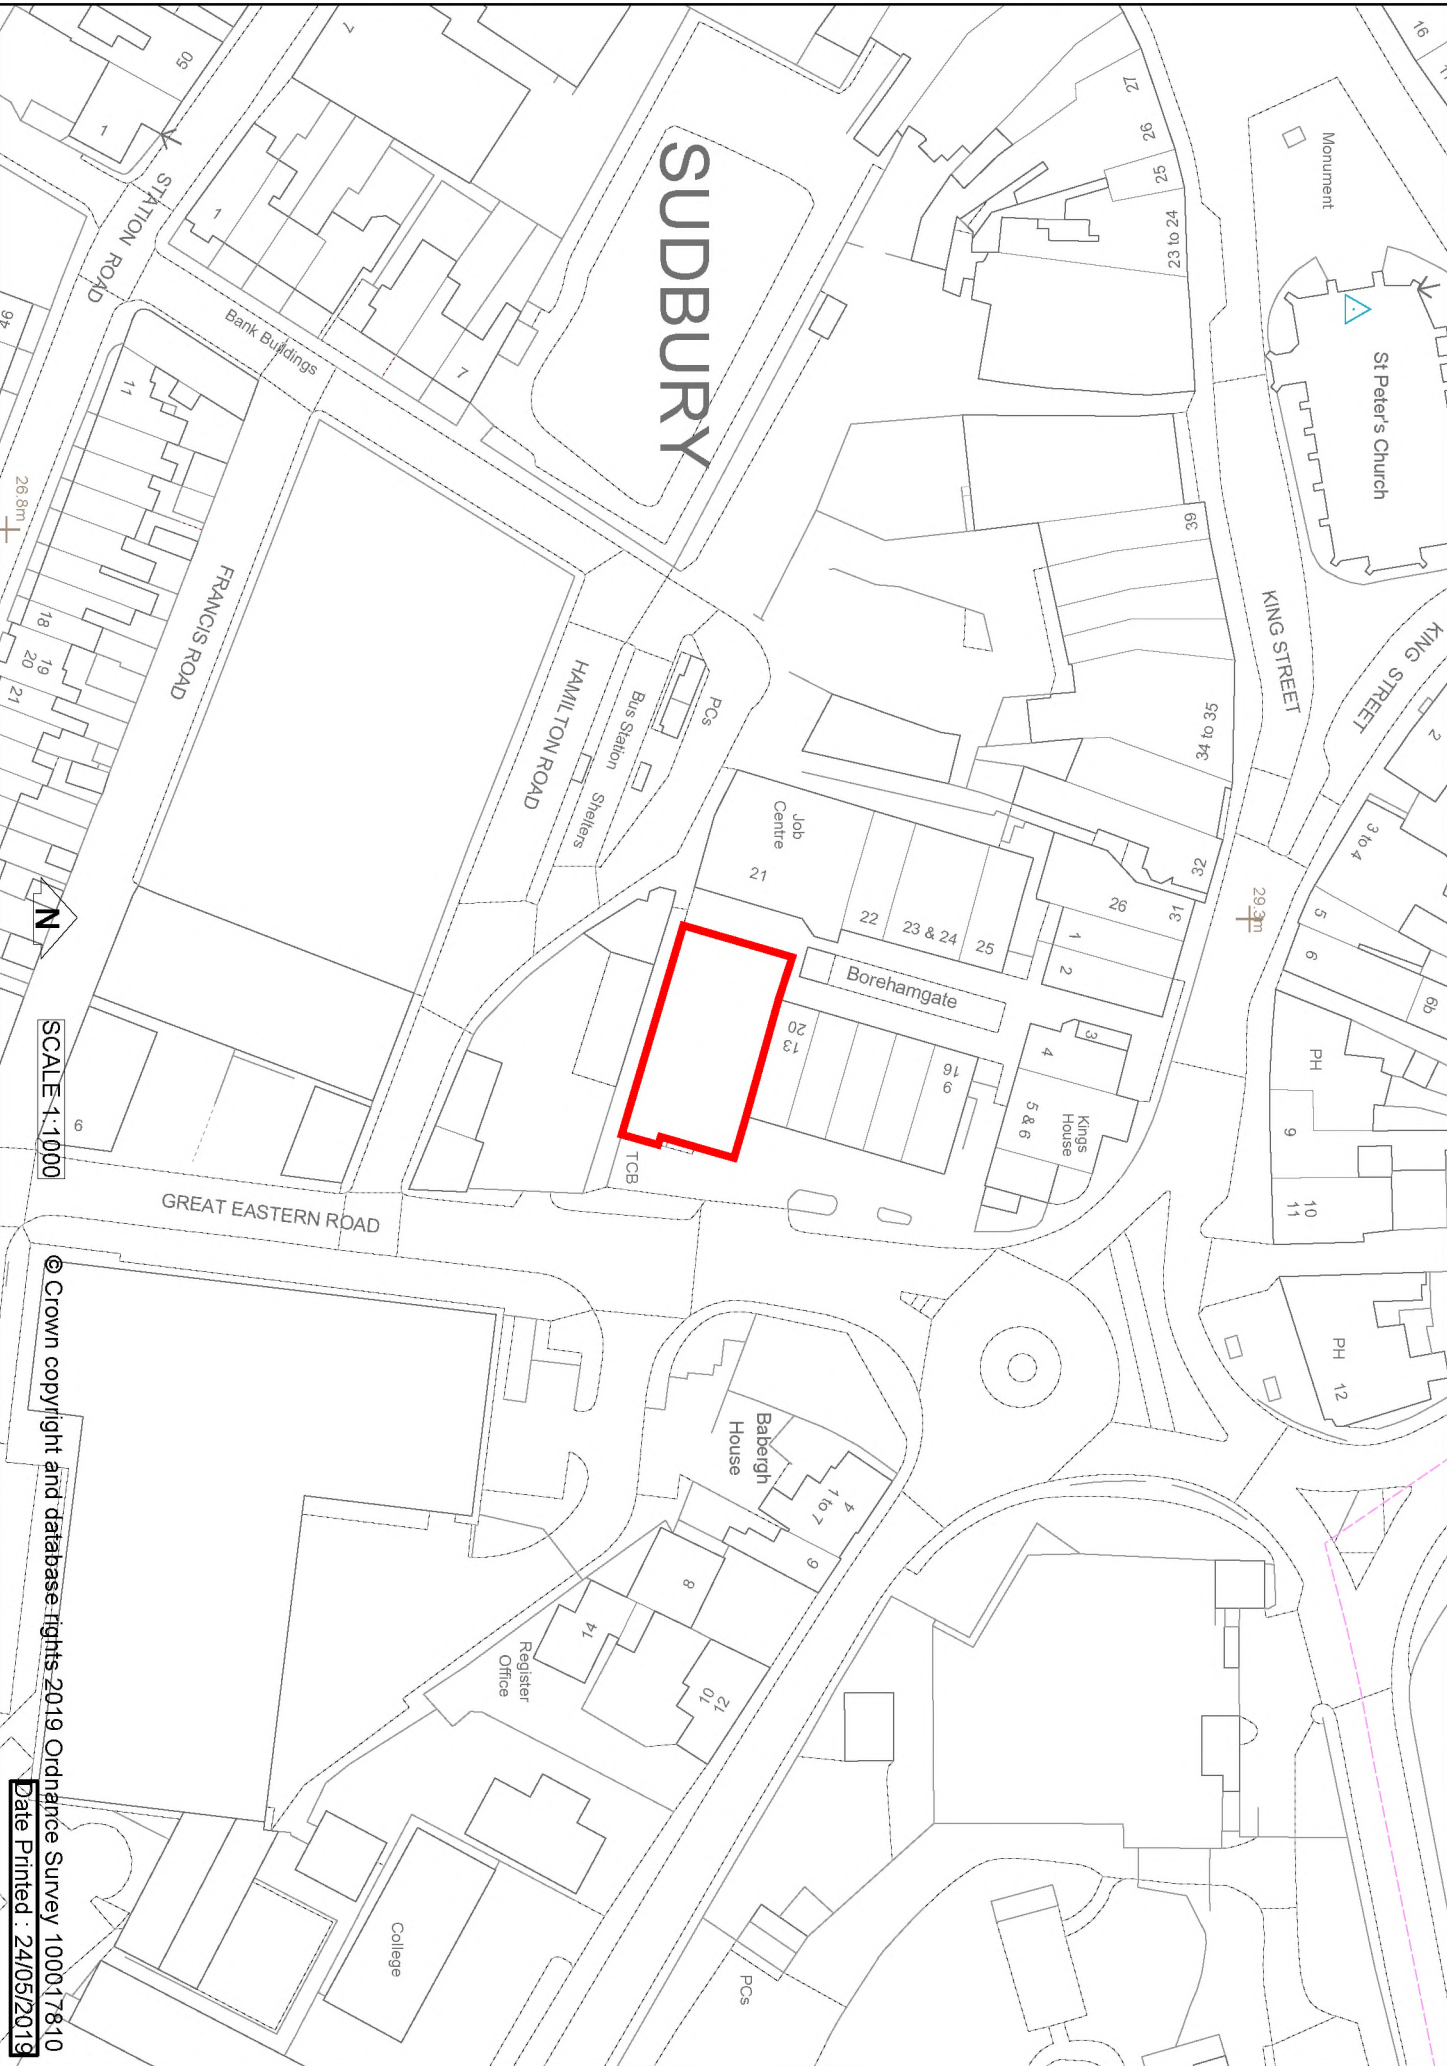 SUDBURY
Monument
St Peter's Church
KING STREET
KING STREET
16
27
26
25
23 to 24
39
34 to 35
32
31
29.3m
2
3 to 4
5
6
6b
PH
9
10
11
PH
12
7
50
1
STATION ROAD
1
Bank Buildings
7
49
11
26.8m
18
19
20
21
FRANCIS ROAD
HAMILTON ROAD
Bus Station
Shelters
PCs
Job
Centre
21
22
23 & 24
25
26
1
2
Borehamgate
3
4
5 & 6
Kings
House
20
13
16
9
TCB
6
GREAT EASTERN ROAD
Babergh
House
4
1 to 7
9
8
14
10
12
Register
Office
College
PCs
N
SCALE 1:1000
© Crown copyright and database rights 2019 Ordnance Survey 100017810
Date Printed : 24/05/2019